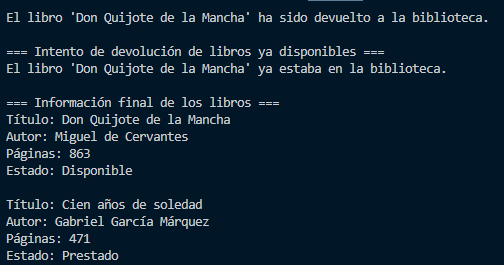 El libro 'Don Quijote de la Mancha' ha sido devuelto a la biblioteca.
=== Intento de devolución de libros ya disponibles ===
El libro 'Don Quijote de la Mancha' ya estaba en la biblioteca.
=== Información final de los libros ===
Título: Don Quijote de la Mancha
Autor: Miguel de Cervantes
Páginas: 863
Estado: Disponible
Título: Cien años de soledad
Autor: Gabriel García Márquez
Páginas: 471
Estado: Prestado